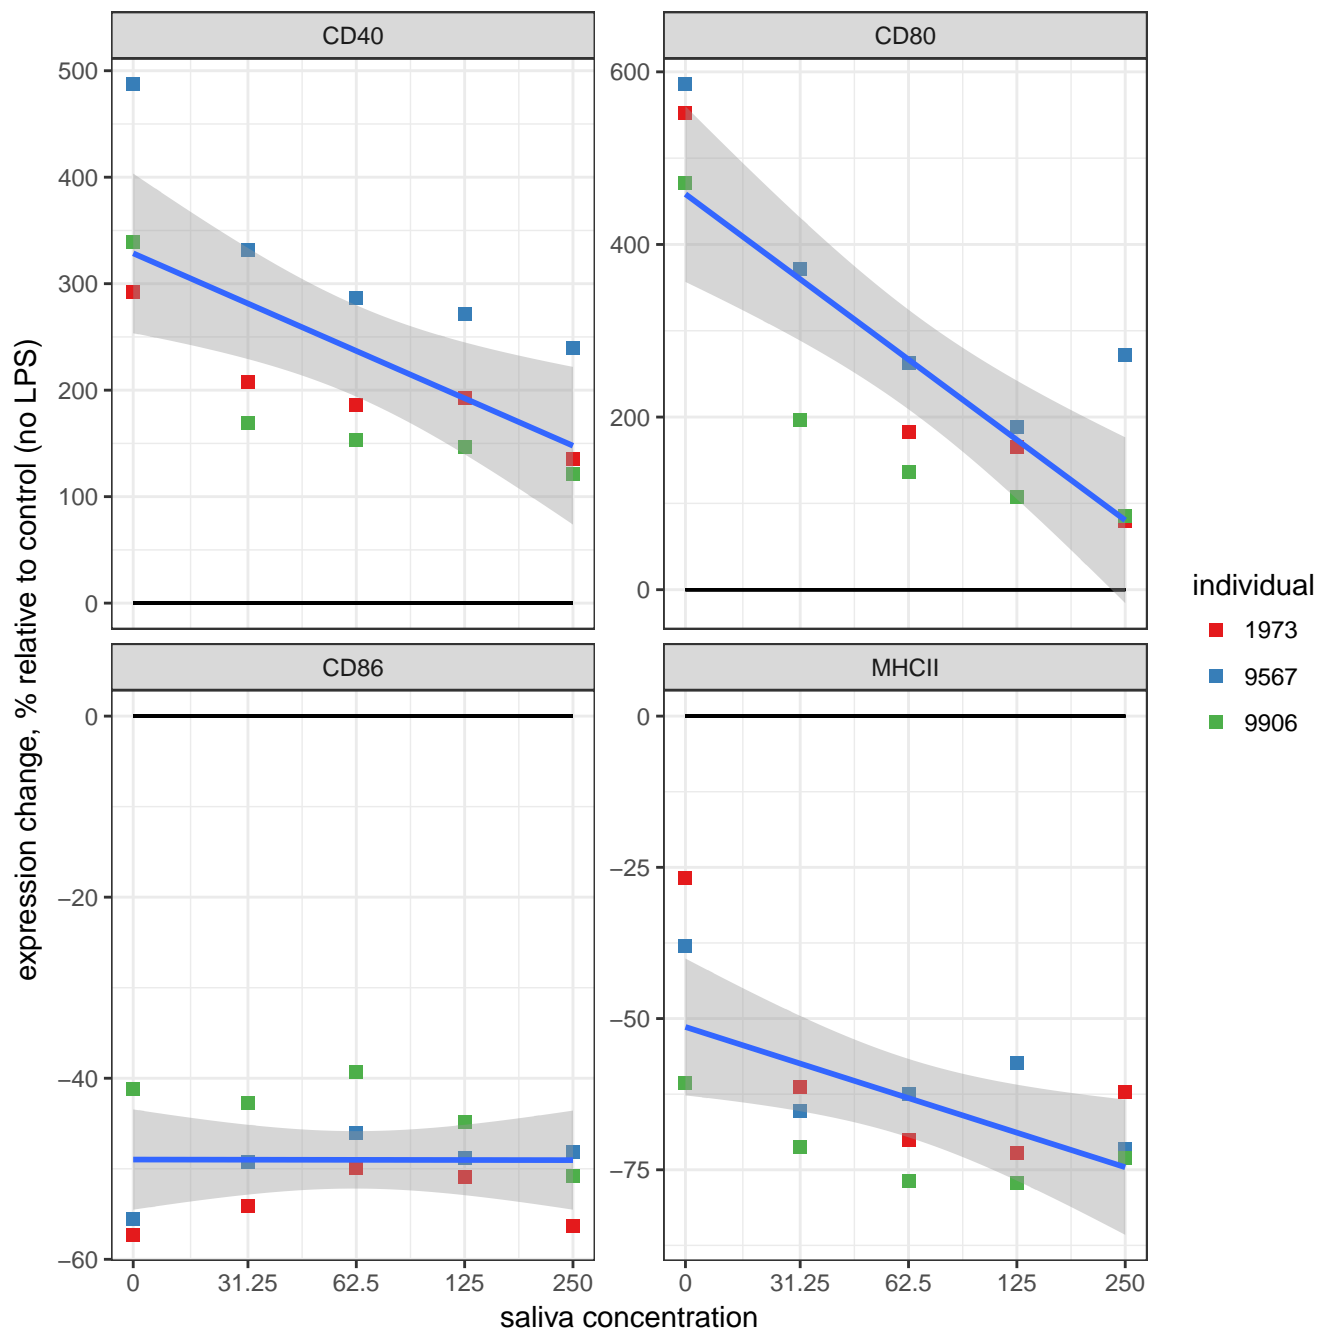 CD40
CD80
500
400
300
200
100
0
600
400
200
0
expression change, % relative to control (no LPS)
individual
1973
9567
9906
CD86
MHCII
0
−20
−40
−60
0
−25
−50
−75
0 31.25 62.5 125 250
0 31.25 62.5 125 250
saliva concentration